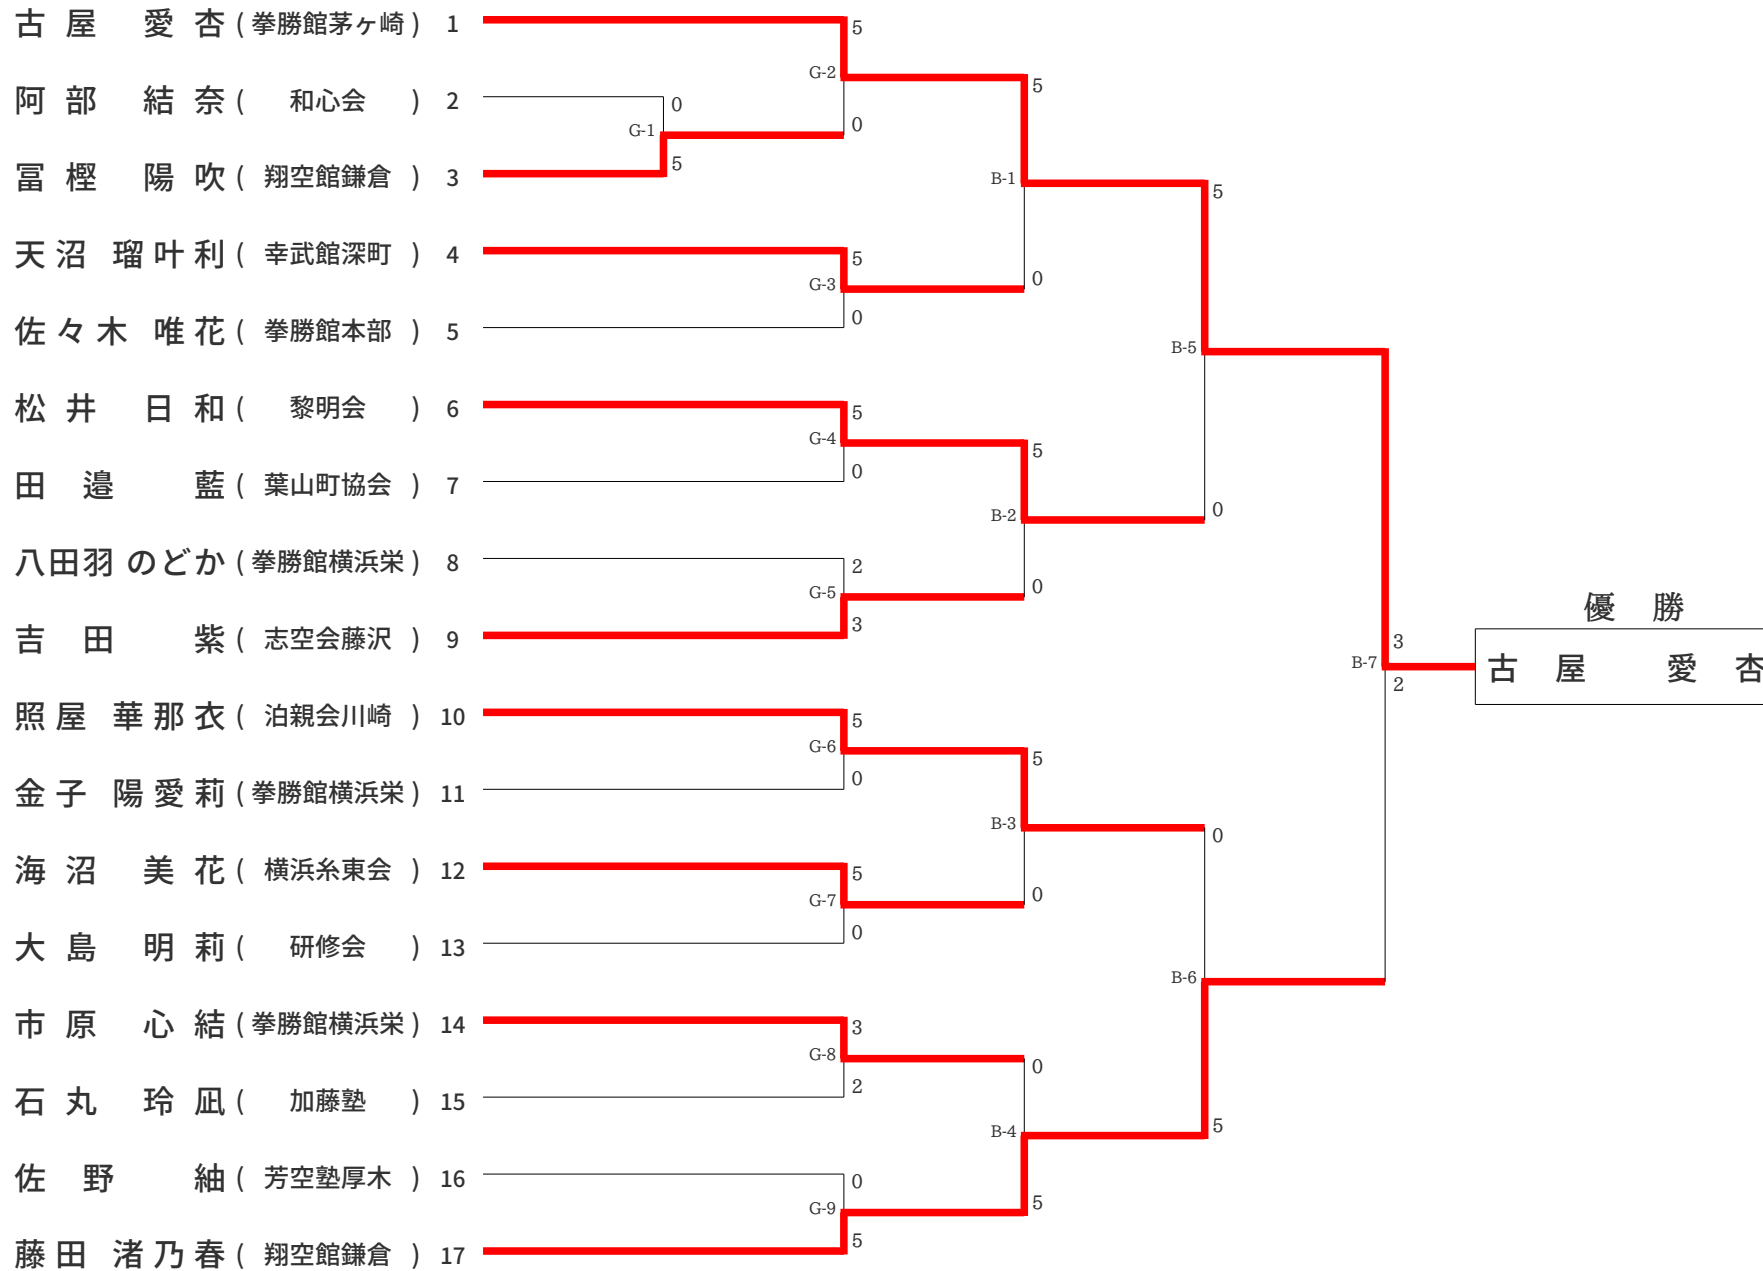 古屋 愛杏 (拳勝館茅ヶ崎) 1
5
G-2
5
阿部 結奈 ( 和心会 ) 2
0
0
G-1
5
冨樫 陽吹 ( 翔空館鎌倉 ) 3
B-1
5
天沼 瑠叶利 ( 幸武館深町 ) 4
5
G-3
0
0
佐々木 唯花 ( 拳勝館本部 ) 5
B-5
松井 日和 ( 黎明会 ) 6
5
G-4
5
0
田邉 藍 ( 葉山町協会 ) 7
B-2
0
八田羽 のどか (拳勝館横浜栄) 8
2
G-5
0
3
吉田 紫 ( 志空会藤沢 ) 9
優 勝
3
B-7
古屋 愛杏
2
照屋 華那衣 ( 泊親会川崎 ) 10
5
G-6
5
0
金子 陽愛莉 (拳勝館横浜栄) 11
B-3
0
海沼 美花 ( 横浜糸東会 ) 12
5
G-7
0
0
大島 明莉 ( 研修会 ) 13
B-6
市原 心結 (拳勝館横浜栄) 14
3
G-8
0
2
石丸 玲凪 ( 加藤塾 ) 15
B-4
5
佐野 紬 ( 芳空塾厚木 ) 16
0
G-9
5
5
藤田 渚乃春 ( 翔空館鎌倉 ) 17